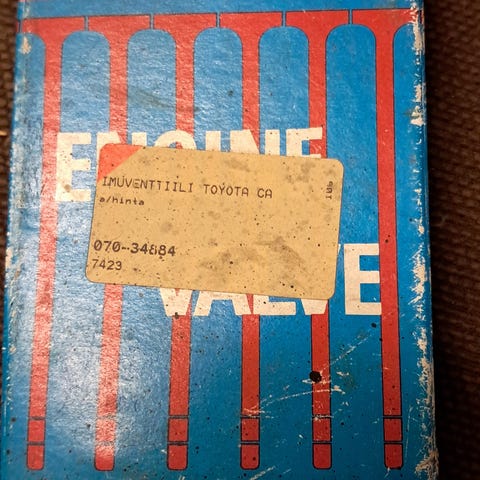 ENGINE
IMUVENTTIILI TOYOTA CA
a/hinta
070-34884
7423
VALVE